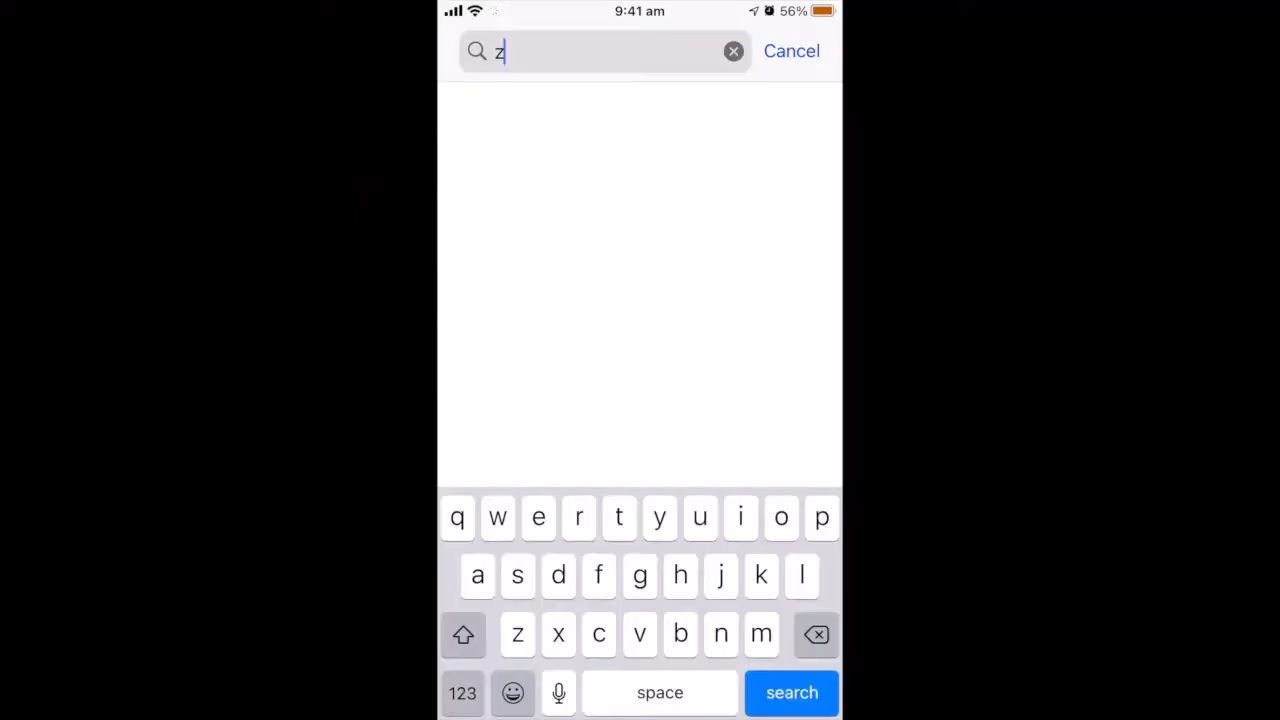 9:41 am 56%
z Cancel
q w e r t y u i o p
a s d f g h j k l
z x c v b n m
123 space search